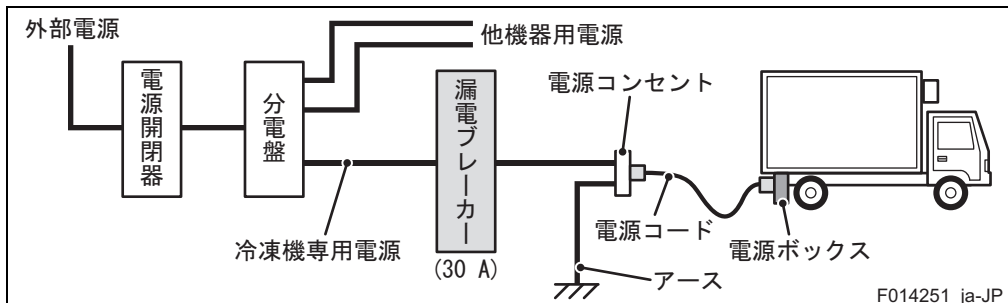 外部電源
他機器用電源
電源開閉器
分電盤
漏電ブレーカー
電源コンセント
冷凍機専用電源
(30 A)
電源コード
電源ボックス
アース
F014251_ja-JP